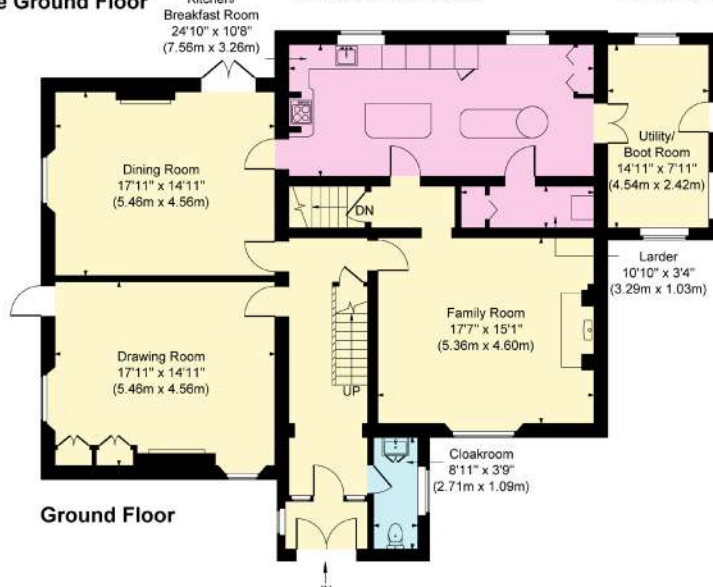 Ground Floor
Kitchen/
Breakfast Room
24'10" x 10'8"
(7.56m x 3.26m)
Utility/
Boot Room
14'11" x 7'11"
(4.54m x 2.42m)
Dining Room
17'11" x 14'11"
(5.46m x 4.56m)
DN
Larder
10'10" x 3'4"
(3.29m x 1.03m)
Family Room
17'7" x 15'1"
(5.36m x 4.60m)
Drawing Room
17'11" x 14'11"
(5.46m x 4.56m)
UP
Cloakroom
8'11" x 3'9"
(2.71m x 1.09m)
Ground Floor